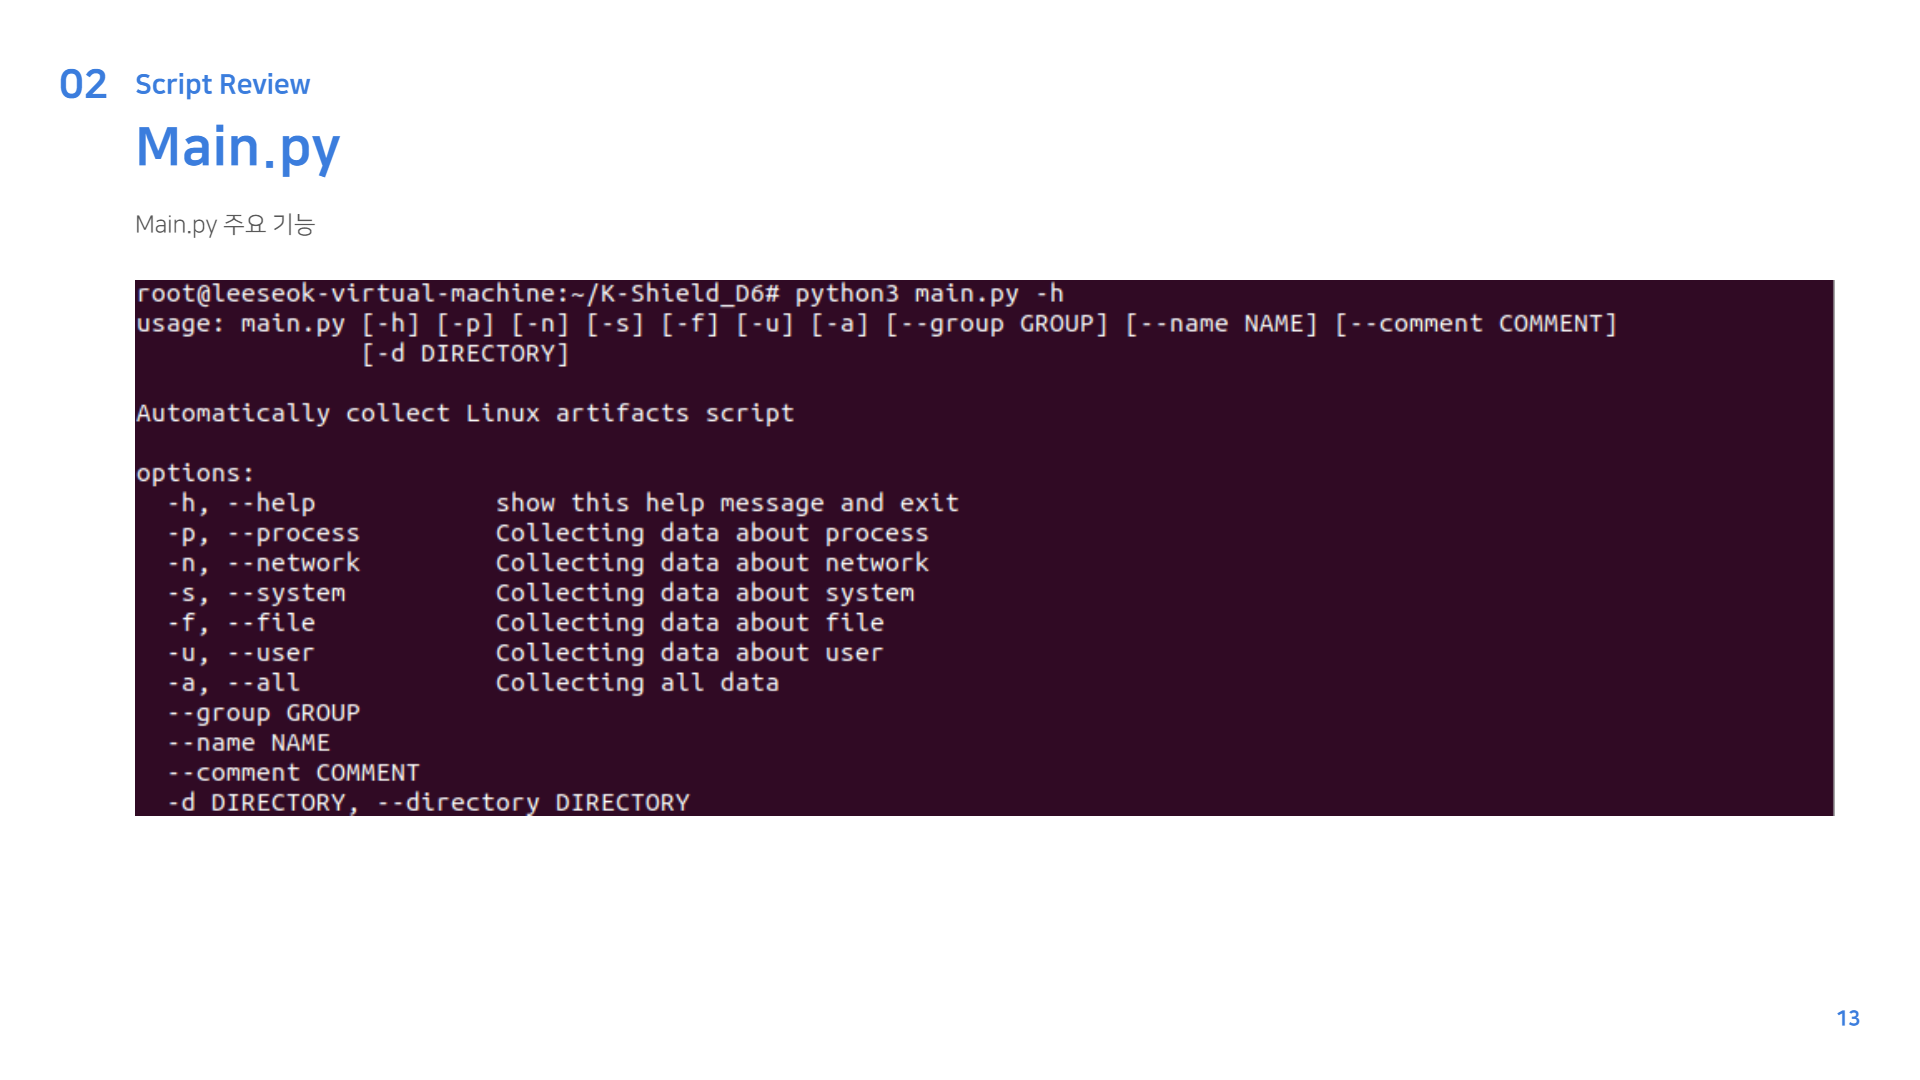 02 Script Review
Main.py
Main.py 주요 기능
root@leeseok-virtual-machine:~/K-Shield_D6# python3 main.py -h
usage: main.py [-h] [-p] [-n] [-s] [-f] [-u] [-a] [--group GROUP] [--name NAME] [--comment COMMENT]
               [-d DIRECTORY]
Automatically collect Linux artifacts script
options:
  -h, --help            show this help message and exit
  -p, --process         Collecting data about process
  -n, --network         Collecting data about network
  -s, --system          Collecting data about system
  -f, --file            Collecting data about file
  -u, --user            Collecting data about user
  -a, --all             Collecting all data
  --group GROUP
  --name NAME
  --comment COMMENT
  -d DIRECTORY, --directory DIRECTORY
13